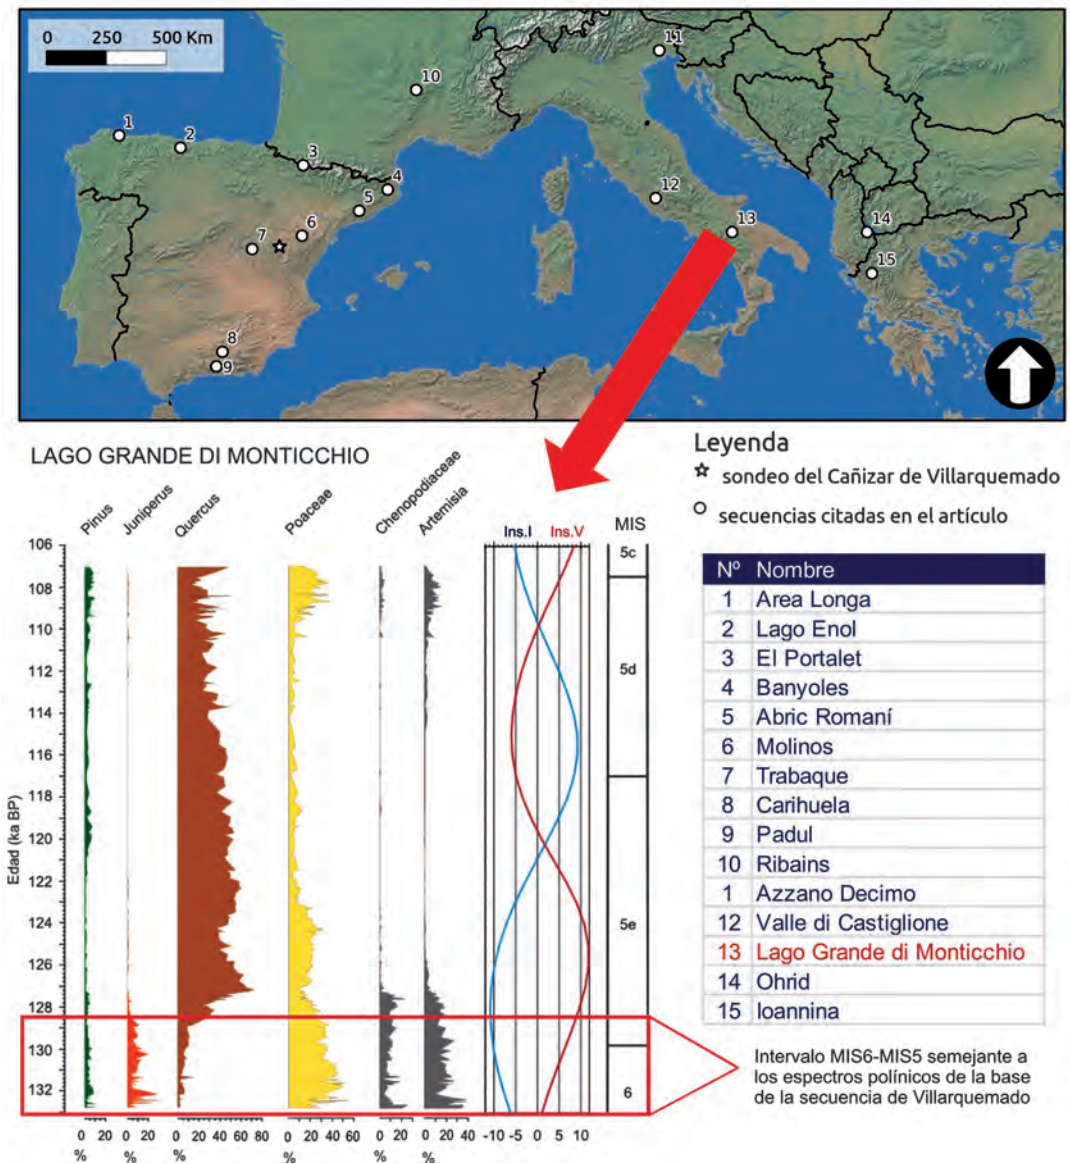 0 250 500 Km
1
2
3
4
5
6
7
8
9
10
11
12
13
14
15
LAGO GRANDE DI MONTICCHIO
Pinus
Juniperus
Quercus
Poaceae
Chenopodiaceae
Artemisia
Ins.I
Ins.V
MIS
Edad (ka BP)
106
108
110
112
114
116
118
120
122
124
126
128
130
132
5c
5d
5e
6
0 20
0 20
0 20 40 60 80
0 20 40 60
0 20
0 20 40
-10 -5 0 5 10
% % % % % %
Leyenda
sondeo del Cañizar de Villarquemado
secuencias citadas en el artículo
Nº Nombre
1 Area Longa
2 Lago Enol
3 El Portalet
4 Banyoles
5 Abric Romaní
6 Molinos
7 Trabaque
8 Carihuela
9 Padul
10 Ribains
1 Azzano Decimo
12 Valle di Castiglione
13 Lago Grande di Monticchio
14 Ohrid
15 Ioannina
Intervalo MIS6-MIS5 semejante a
los espectros polínicos de la base
de la secuencia de Villarquemado